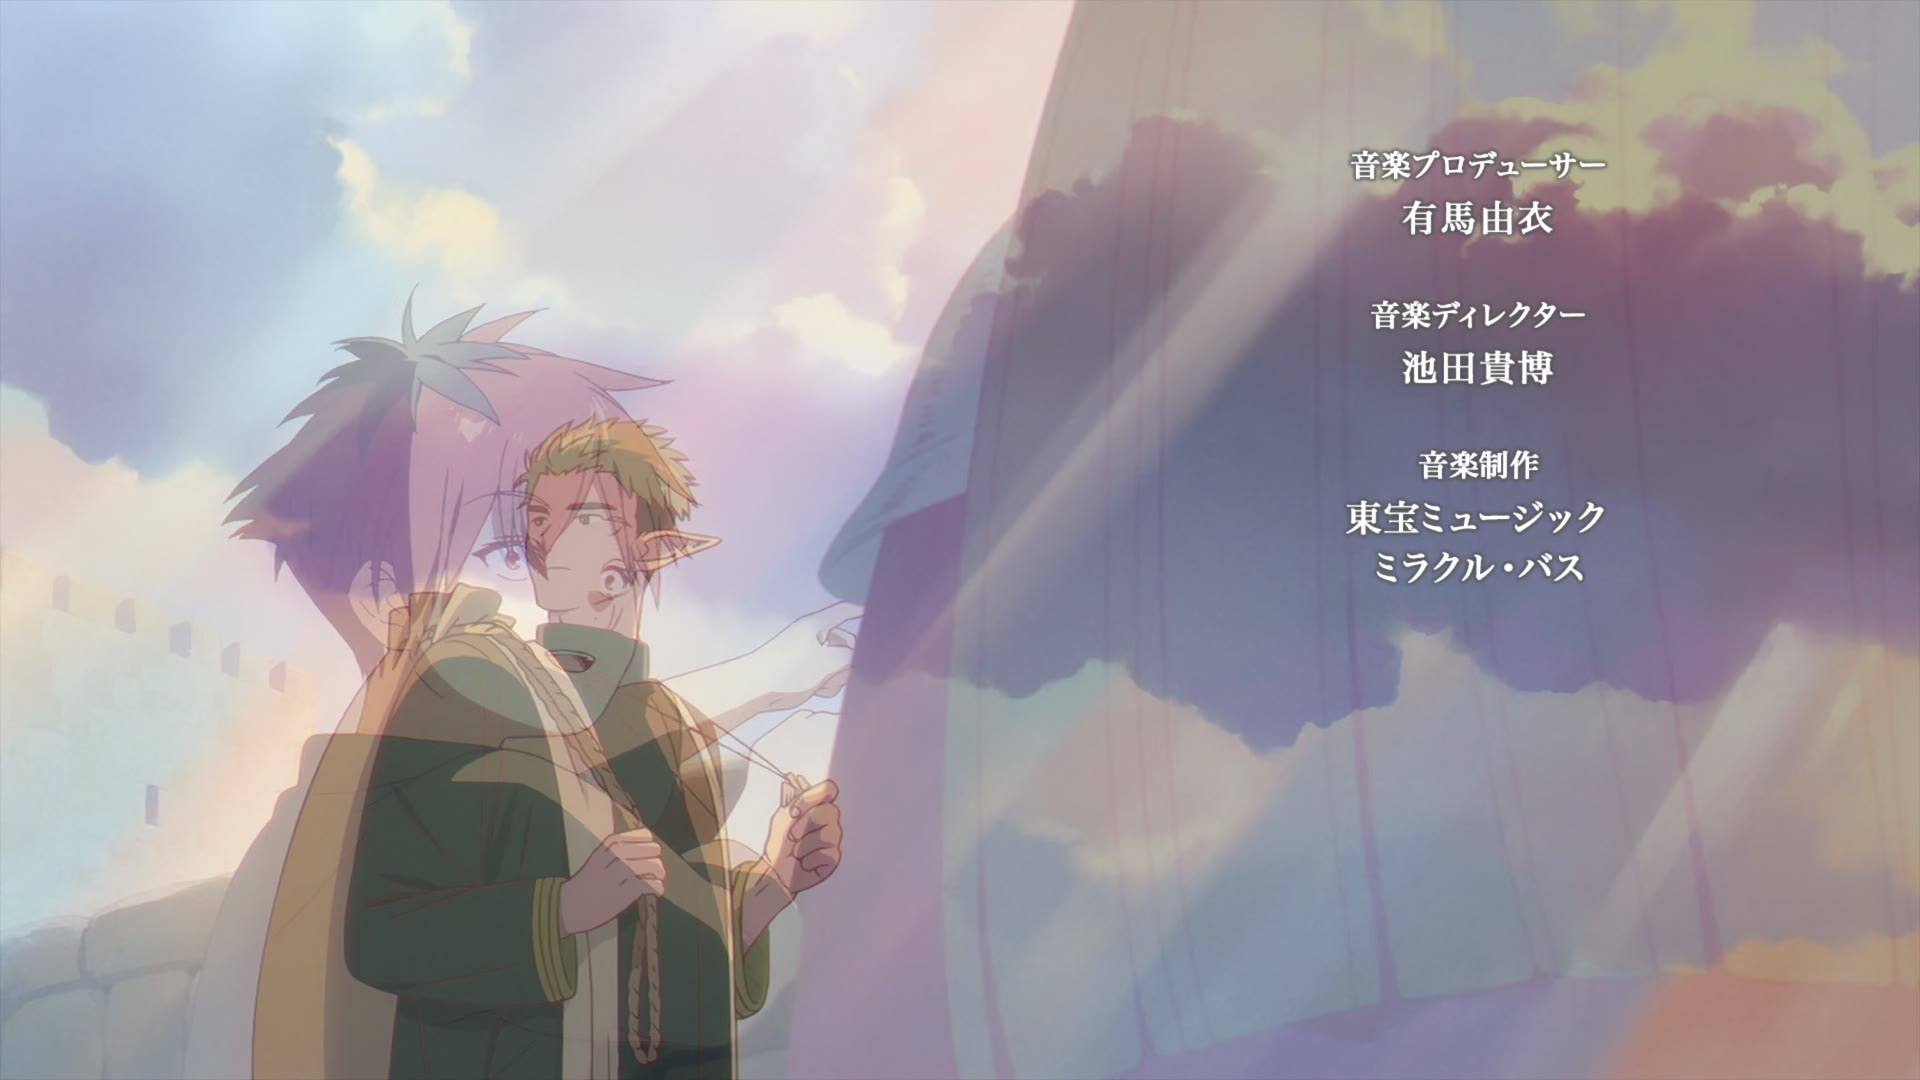 音楽プロデューサー
有馬由衣
音楽ディレクター
池田貴博
音楽制作
東宝ミュージック
ミラクル・バス